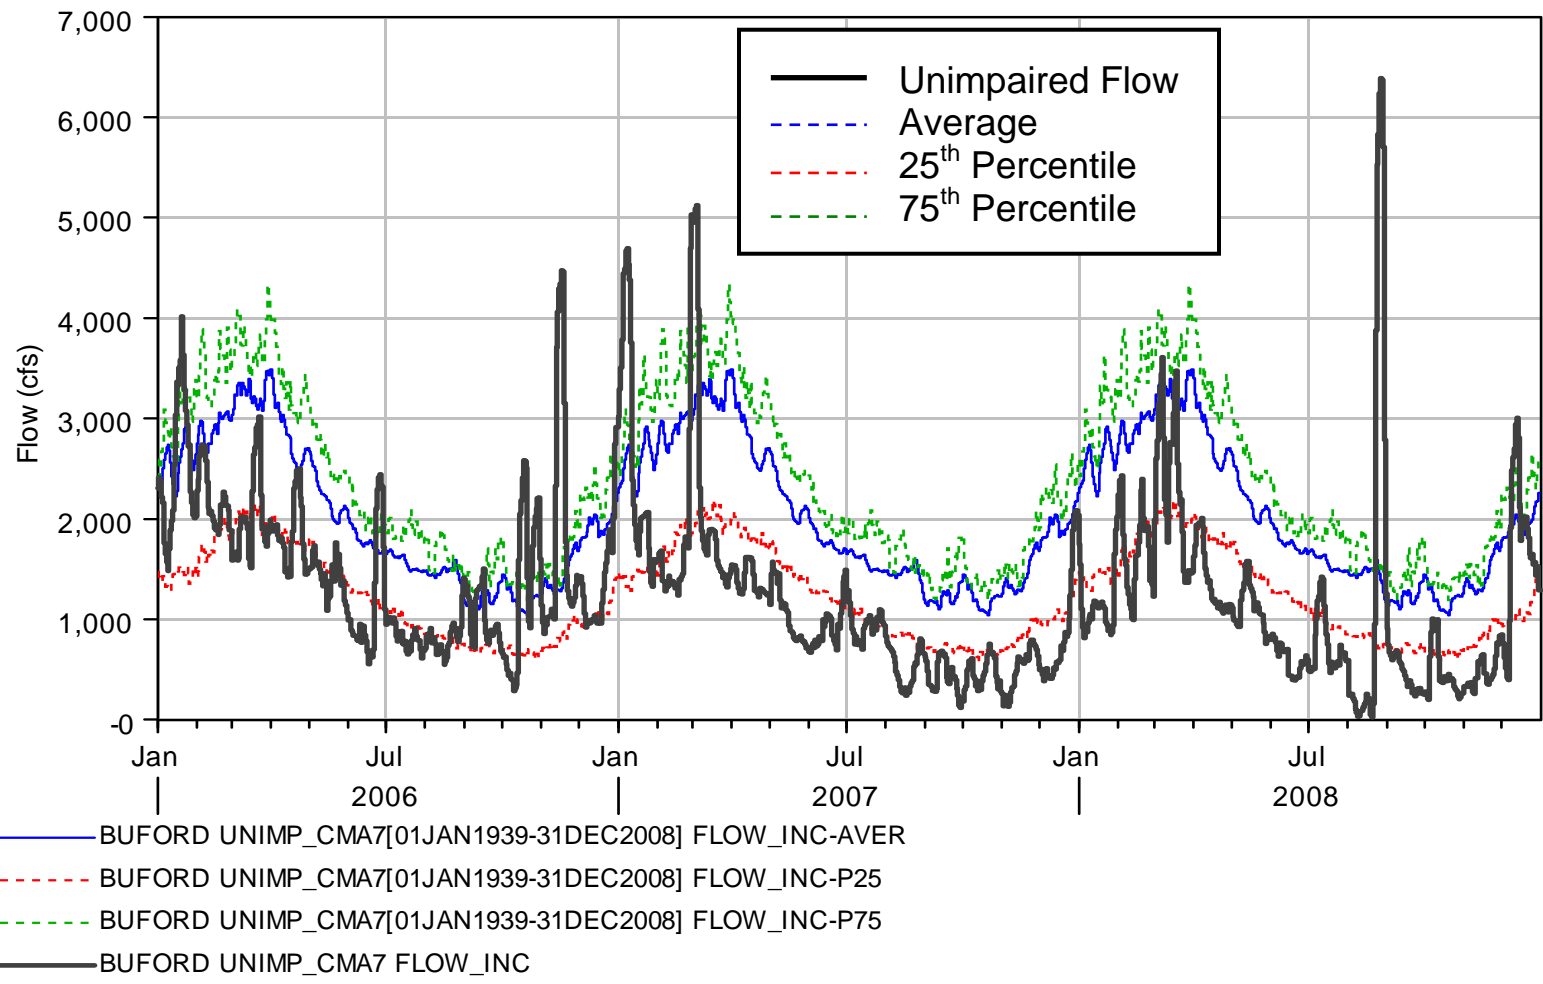 7,000
6,000
5,000
4,000
3,000
2,000
1,000
-0
Flow (cfs)
Unimpaired Flow
Average
25th Percentile
75th Percentile
Jan Jul Jan Jul Jan Jul
2006 2007 2008
BUFORD UNIMP_CMA7[01JAN1939-31DEC2008] FLOW_INC-AVER
BUFORD UNIMP_CMA7[01JAN1939-31DEC2008] FLOW_INC-P25
BUFORD UNIMP_CMA7[01JAN1939-31DEC2008] FLOW_INC-P75
BUFORD UNIMP_CMA7 FLOW_INC